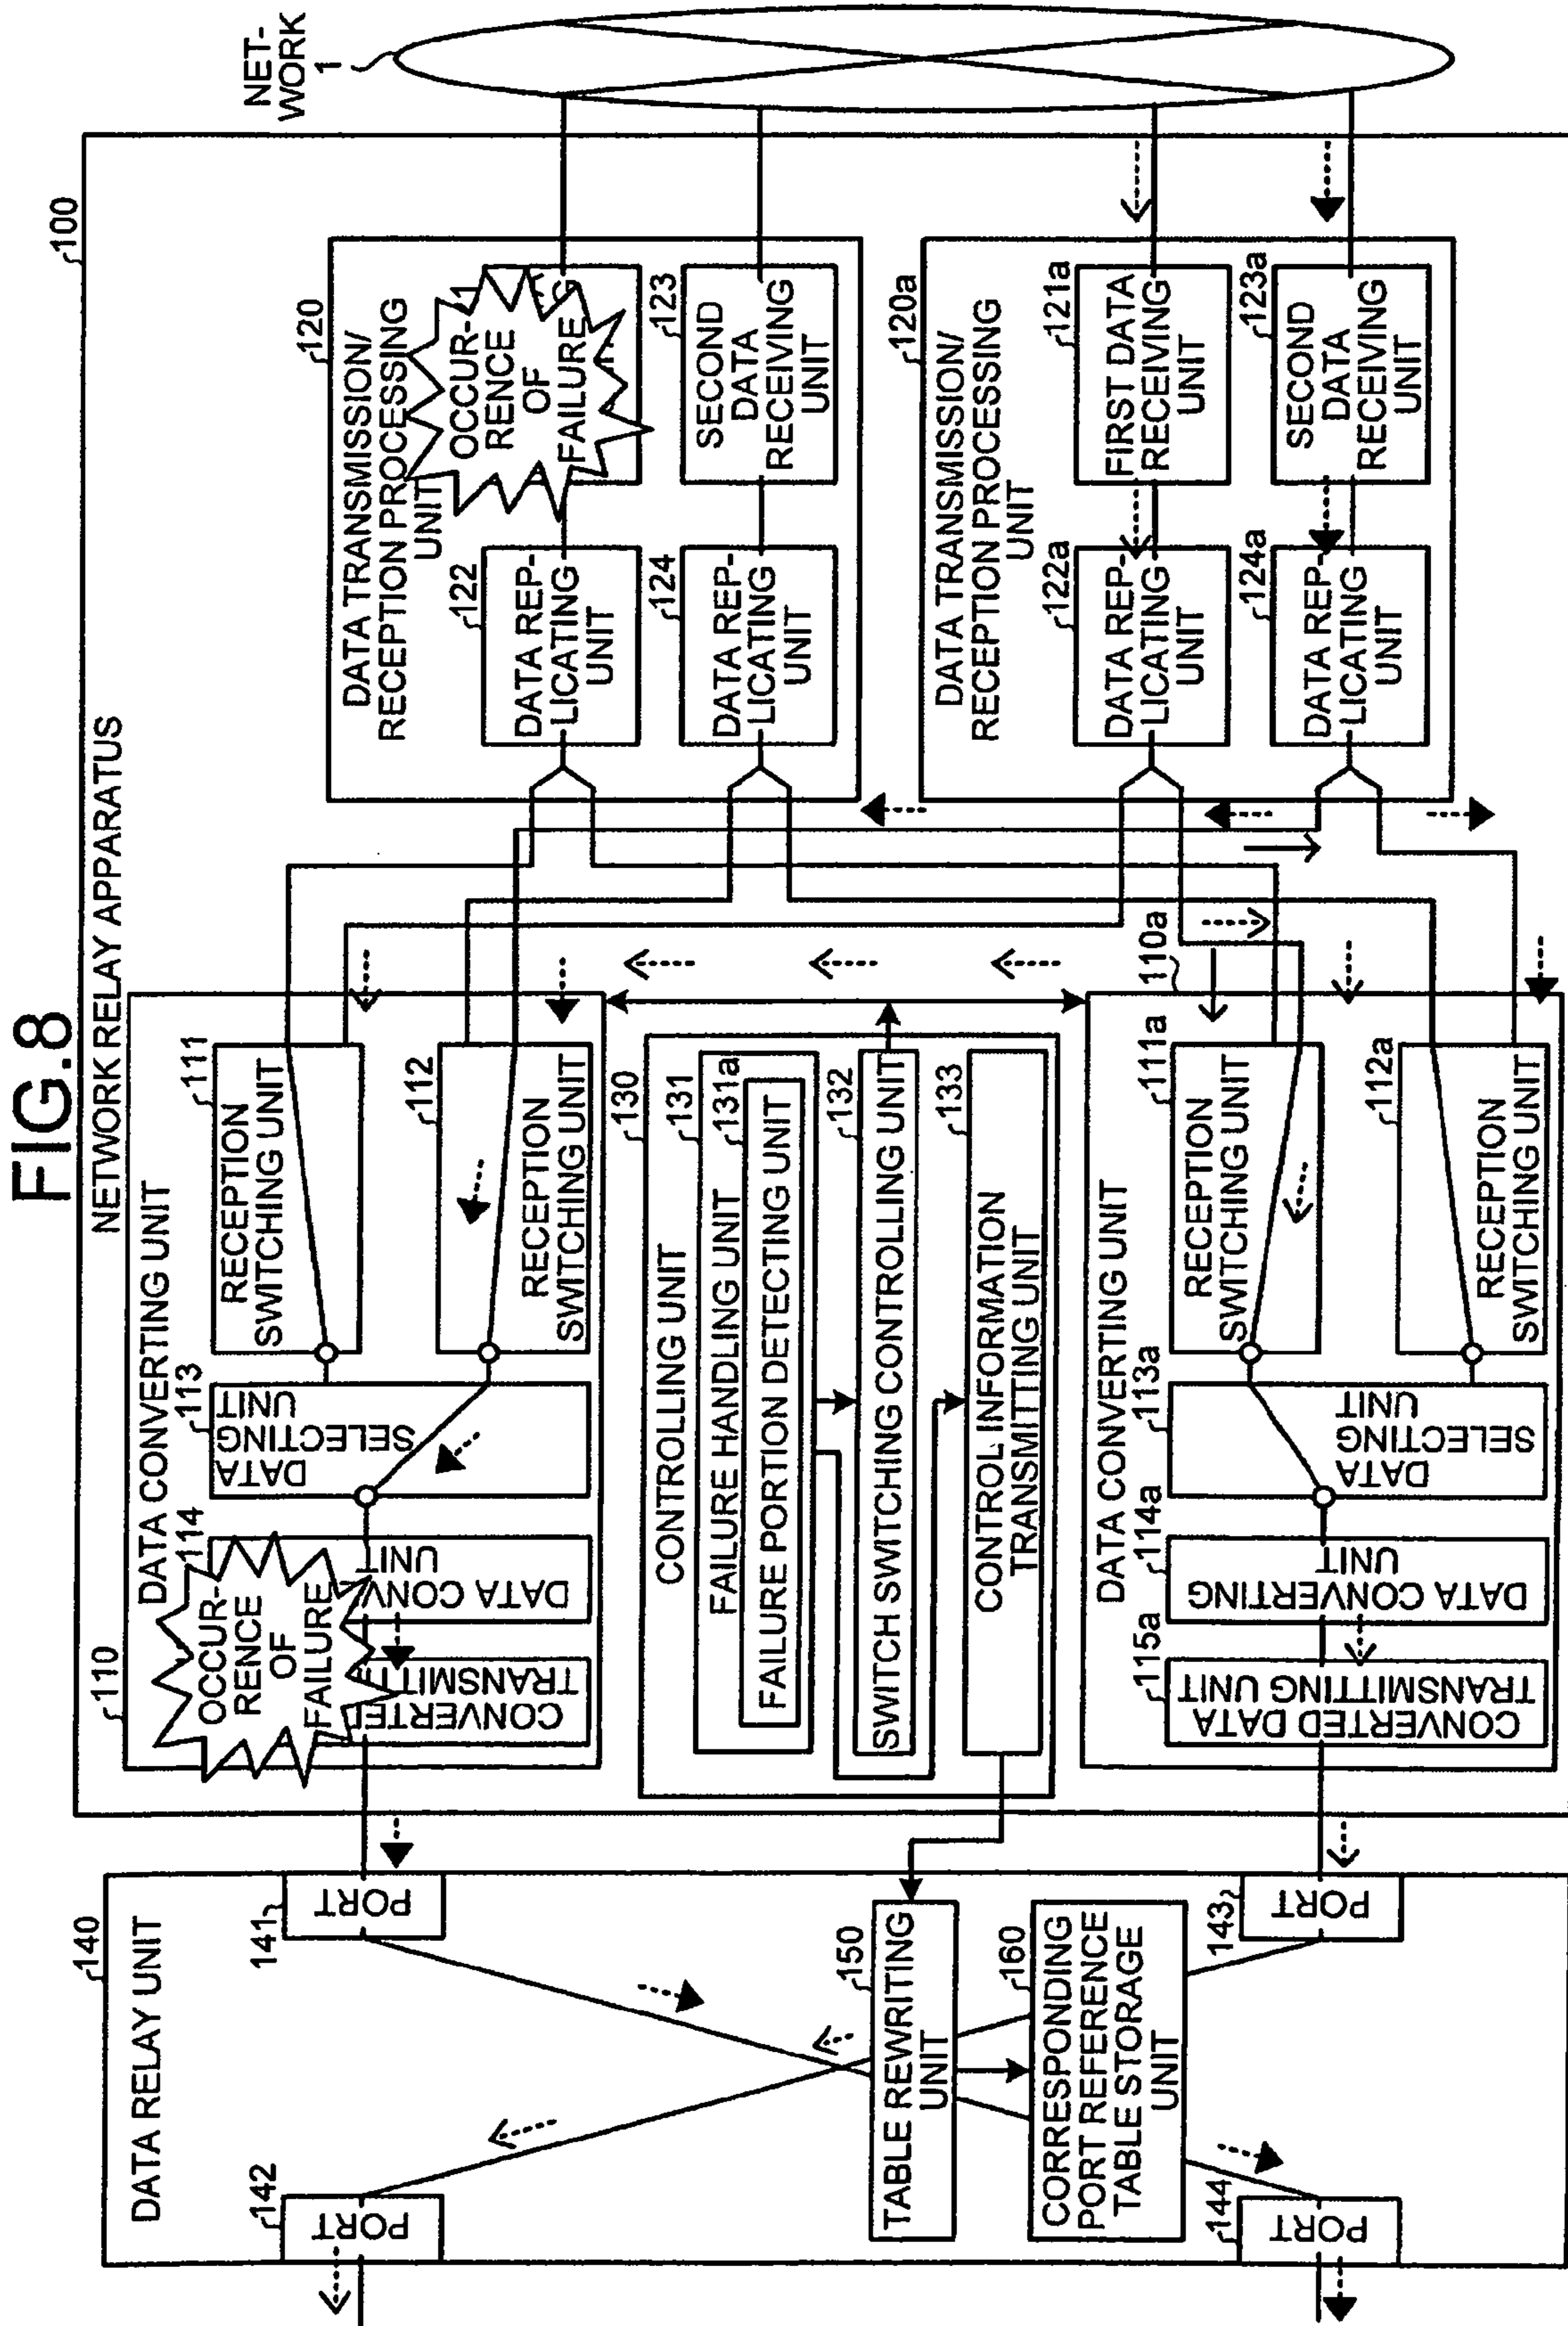 FIG.8
NET-
WORK
1
100
NETWORK RELAY APPARATUS
120
DATA TRANSMISSION/
RECEPTION PROCESSING
UNIT
OCCUR-
RENCE
OF
FAILURE
122
DATA REP-
LICATING
UNIT
123
SECOND
DATA
RECEIVING
UNIT
124
DATA REP-
LICATING
UNIT
120a
DATA TRANSMISSION/
RECEPTION PROCESSING
UNIT
121a
FIRST DATA
RECEIVING
UNIT
122a
DATA REP-
LICATING
UNIT
123a
SECOND
DATA
RECEIVING
UNIT
124a
DATA REP-
LICATING
UNIT
110
DATA CONVERTING UNIT
111
RECEPTION
SWITCHING UNIT
112
RECEPTION
SWITCHING UNIT
113
DATA
SELECTING
UNIT
114
DATA CONV
UNIT
OCCUR-
RENCE
OF
FAILURE
CONVERTED
TRANSMIT
130
CONTROLLING UNIT
131
FAILURE HANDLING UNIT
131a
FAILURE PORTION DETECTING UNIT
132
SWITCH SWITCHING CONTROLLING UNIT
133
CONTROL INFORMATION
TRANSMITTING UNIT
110a
DATA CONVERTING UNIT
111a
RECEPTION
SWITCHING UNIT
112a
RECEPTION
SWITCHING UNIT
113a
DATA
SELECTING
UNIT
114a
DATA CONVERTING
UNIT
115a
CONVERTED DATA
TRANSMITTING UNIT
140
DATA RELAY UNIT
141
PORT
142
PORT
143
PORT
144
PORT
150
TABLE REWRITING
UNIT
160
CORRESPONDING
PORT REFERENCE
TABLE STORAGE
UNIT